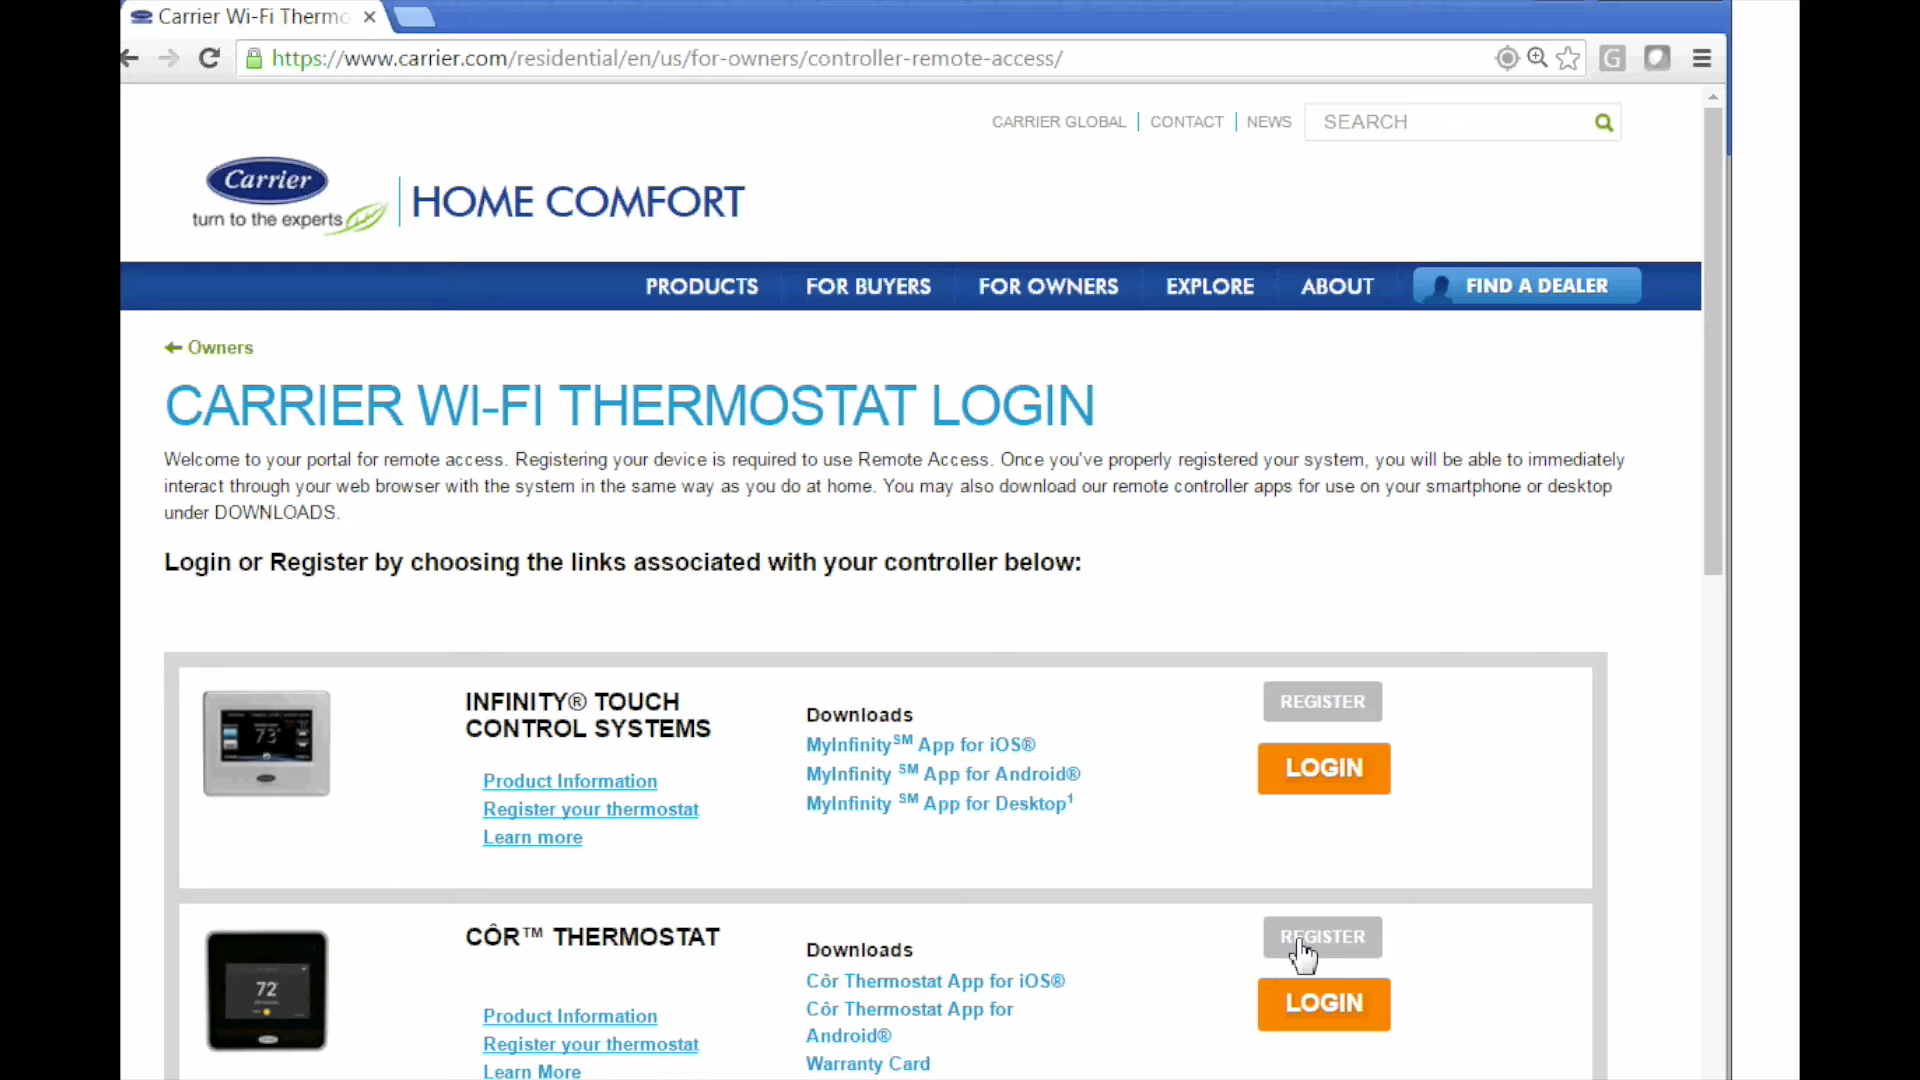 Carrier Wi-Fi Thermo
https://www.carrier.com/residential/en/us/for-owners/controller-remote-access/
CARRIER GLOBAL | CONTACT | NEWS
SEARCH
Carrier
turn to the experts
HOME COMFORT
PRODUCTS FOR BUYERS FOR OWNERS EXPLORE ABOUT FIND A DEALER
Owners
CARRIER WI-FI THERMOSTAT LOGIN
Welcome to your portal for remote access. Registering your device is required to use Remote Access. Once you've properly registered your system, you will be able to immediately
interact through your web browser with the system in the same way as you do at home. You may also download our remote controller apps for use on your smartphone or desktop
under DOWNLOADS.
Login or Register by choosing the links associated with your controller below:
73
INFINITY® TOUCH
CONTROL SYSTEMS
Product Information
Register your thermostat
Learn more
Downloads
MyInfinity℠ App for iOS®
MyInfinity ℠ App for Android®
MyInfinity ℠ App for Desktop¹
REGISTER
LOGIN
72
CÔR™ THERMOSTAT
Product Information
Register your thermostat
Learn More
Downloads
Côr Thermostat App for iOS®
Côr Thermostat App for
Android®
Warranty Card
REGISTER
LOGIN